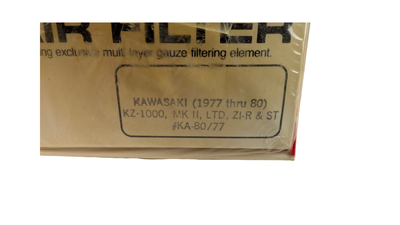 AIR FILTER
ing exclusive multi layer gauze filtering element.
KAWASAKI (1977 thru 80)
KZ-1000, MK II, LTD, ZI-R & ST
#KA-80/77